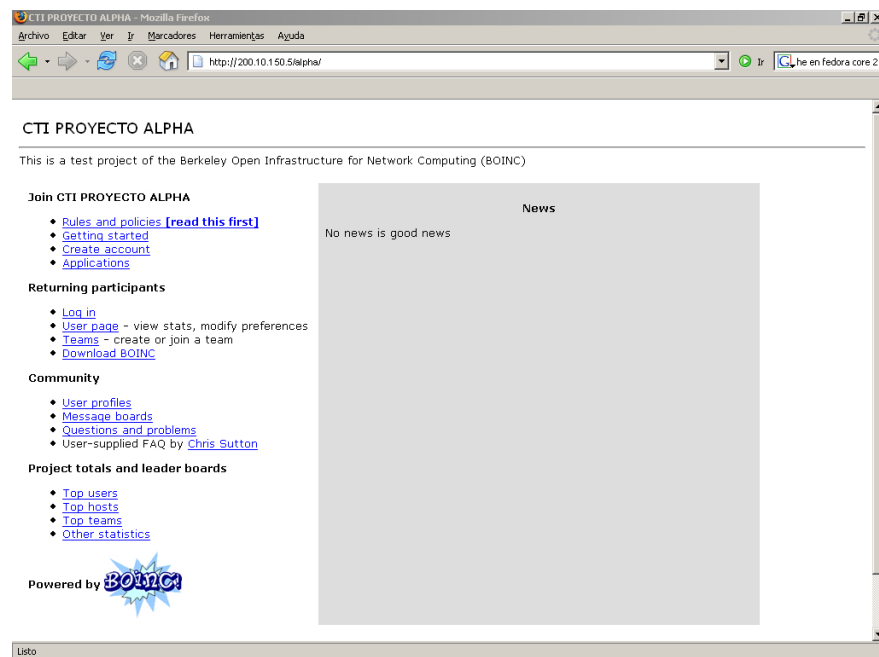 CTI PROYECTO ALPHA - Mozilla Firefox
Archivo Editar Ver Ir Marcadores Herramientas Ayuda
http://200.10.150.5/alpha/ Ir he en fedora core 2
CTI PROYECTO ALPHA
This is a test project of the Berkeley Open Infrastructure for Network Computing (BOINC)
Join CTI PROYECTO ALPHA
Rules and policies [read this first]
Getting started
Create account
Applications
Returning participants
Log in
User page - view stats, modify preferences
Teams - create or join a team
Download BOINC
Community
User profiles
Message boards
Questions and problems
User-supplied FAQ by Chris Sutton
Project totals and leader boards
Top users
Top hosts
Top teams
Other statistics
Powered by BOINC!
News
No news is good news
Listo